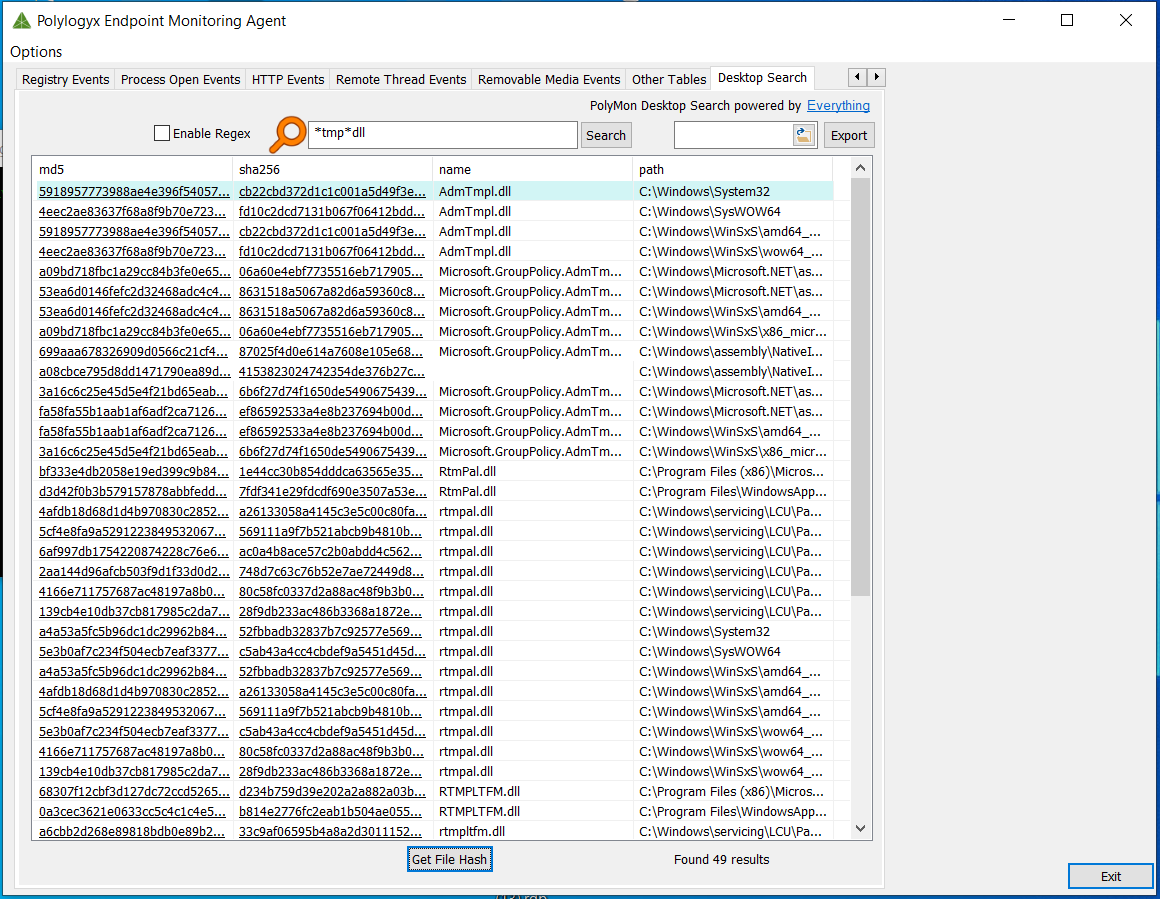 Polylogyx Endpoint Monitoring Agent
Options
Registry Events Process Open Events HTTP Events Remote Thread Events Removable Media Events Other Tables Desktop Search
PolyMon Desktop Search powered by Everything
Enable Regex *tmp*dll Search Export
md5 sha256 name path
5918957773988ae4e396f54057... cb22cbd372d1c1c001a5d49f3e... AdmTmpl.dll C:\Windows\System32
4eec2ae83637f68a8f9b70e723... fd10c2dcd7131b067f06412bdd... AdmTmpl.dll C:\Windows\SysWOW64
5918957773988ae4e396f54057... cb22cbd372d1c1c001a5d49f3e... AdmTmpl.dll C:\Windows\WinSxS\amd64_...
4eec2ae83637f68a8f9b70e723... fd10c2dcd7131b067f06412bdd... AdmTmpl.dll C:\Windows\WinSxS\wow64_...
a09bd718fbc1a29cc84b3fe0e65... 06a60e4ebf7735516eb717905... Microsoft.GroupPolicy.AdmTm... C:\Windows\Microsoft.NET\as...
53ea6d0146fefc2d32468adc4c4... 8631518a5067a82d6a59360c8... Microsoft.GroupPolicy.AdmTm... C:\Windows\Microsoft.NET\as...
53ea6d0146fefc2d32468adc4c4... 8631518a5067a82d6a59360c8... Microsoft.GroupPolicy.AdmTm... C:\Windows\WinSxS\amd64_...
a09bd718fbc1a29cc84b3fe0e65... 06a60e4ebf7735516eb717905... Microsoft.GroupPolicy.AdmTm... C:\Windows\WinSxS\x86_micr...
699aaa678326909d0566c21cf4... 87025f4d0e614a7608e105e68... Microsoft.GroupPolicy.AdmTm... C:\Windows\assembly\NativeI...
a08cbce795d8dd1471790ea89d... 4153823024742354de376b27c... C:\Windows\assembly\NativeI...
3a16c6c25e45d5e4f21bd65eab... 6b6f27d74f1650de5490675439... Microsoft.GroupPolicy.AdmTm... C:\Windows\Microsoft.NET\as...
fa58fa55b1aab1af6adf2ca7126... ef86592533a4e8b237694b00d... Microsoft.GroupPolicy.AdmTm... C:\Windows\Microsoft.NET\as...
fa58fa55b1aab1af6adf2ca7126... ef86592533a4e8b237694b00d... Microsoft.GroupPolicy.AdmTm... C:\Windows\WinSxS\amd64_...
3a16c6c25e45d5e4f21bd65eab... 6b6f27d74f1650de5490675439... Microsoft.GroupPolicy.AdmTm... C:\Windows\WinSxS\x86_micr...
bf333e4db2058e19ed399c9b84... 1e44cc30b854dddca63565e35... RtmPal.dll C:\Program Files (x86)\Micros...
d3d42f0b3b579157878abbfedd... 7fdf341e29fdcdf690e3507a53e... RtmPal.dll C:\Program Files\WindowsApp...
4afdb18d68d1d4b970830c2852... a26133058a4145c3e5c00c80fa... rtmpal.dll C:\Windows\servicing\LCU\Pa...
5cf4e8fa9a5291223849532067... 569111a9f7b521abcb9b4810b... rtmpal.dll C:\Windows\servicing\LCU\Pa...
6af997db1754220874228c76e6... ac0a4b8ace57c2b0abdd4c562... rtmpal.dll C:\Windows\servicing\LCU\Pa...
2aa144d96afcb503f9d1f33d0d2... 748d7c63c76b52e7ae72449d8... rtmpal.dll C:\Windows\servicing\LCU\Pa...
4166e711757687ac48197a8b0... 80c58fc0337d2a88ac48f9b3b0... rtmpal.dll C:\Windows\servicing\LCU\Pa...
139cb4e10db37cb817985c2da7... 28f9db233ac486b3368a1872e... rtmpal.dll C:\Windows\servicing\LCU\Pa...
a4a53a5fc5b96dc1dc29962b84... 52fbbadb32837b7c92577e569... rtmpal.dll C:\Windows\System32
5e3b0af7c234f504ecb7eaf3377... c5ab43a4cc4cbdef9a5451d45d... rtmpal.dll C:\Windows\SysWOW64
a4a53a5fc5b96dc1dc29962b84... 52fbbadb32837b7c92577e569... rtmpal.dll C:\Windows\WinSxS\amd64_...
4afdb18d68d1d4b970830c2852... a26133058a4145c3e5c00c80fa... rtmpal.dll C:\Windows\WinSxS\amd64_...
5cf4e8fa9a5291223849532067... 569111a9f7b521abcb9b4810b... rtmpal.dll C:\Windows\WinSxS\amd64_...
5e3b0af7c234f504ecb7eaf3377... c5ab43a4cc4cbdef9a5451d45d... rtmpal.dll C:\Windows\WinSxS\wow64_...
4166e711757687ac48197a8b0... 80c58fc0337d2a88ac48f9b3b0... rtmpal.dll C:\Windows\WinSxS\wow64_...
139cb4e10db37cb817985c2da7... 28f9db233ac486b3368a1872e... rtmpal.dll C:\Windows\WinSxS\wow64_...
68307f12cbf3d127dc72ccd5265... d234b759d39e202a2a882a03b... RTMPLTFM.dll C:\Program Files (x86)\Micros...
0a3cec3621e0633cc5c4c1c4e5... b814e2776fc2eab1b504ae055... RTMPLTFM.dll C:\Program Files\WindowsApp...
a6cbb2d268e89818bdb0e89b2... 33c9af06595b4a8a2d3011152... rtmpltfm.dll C:\Windows\servicing\LCU\Pa...
Get File Hash Found 49 results
Exit